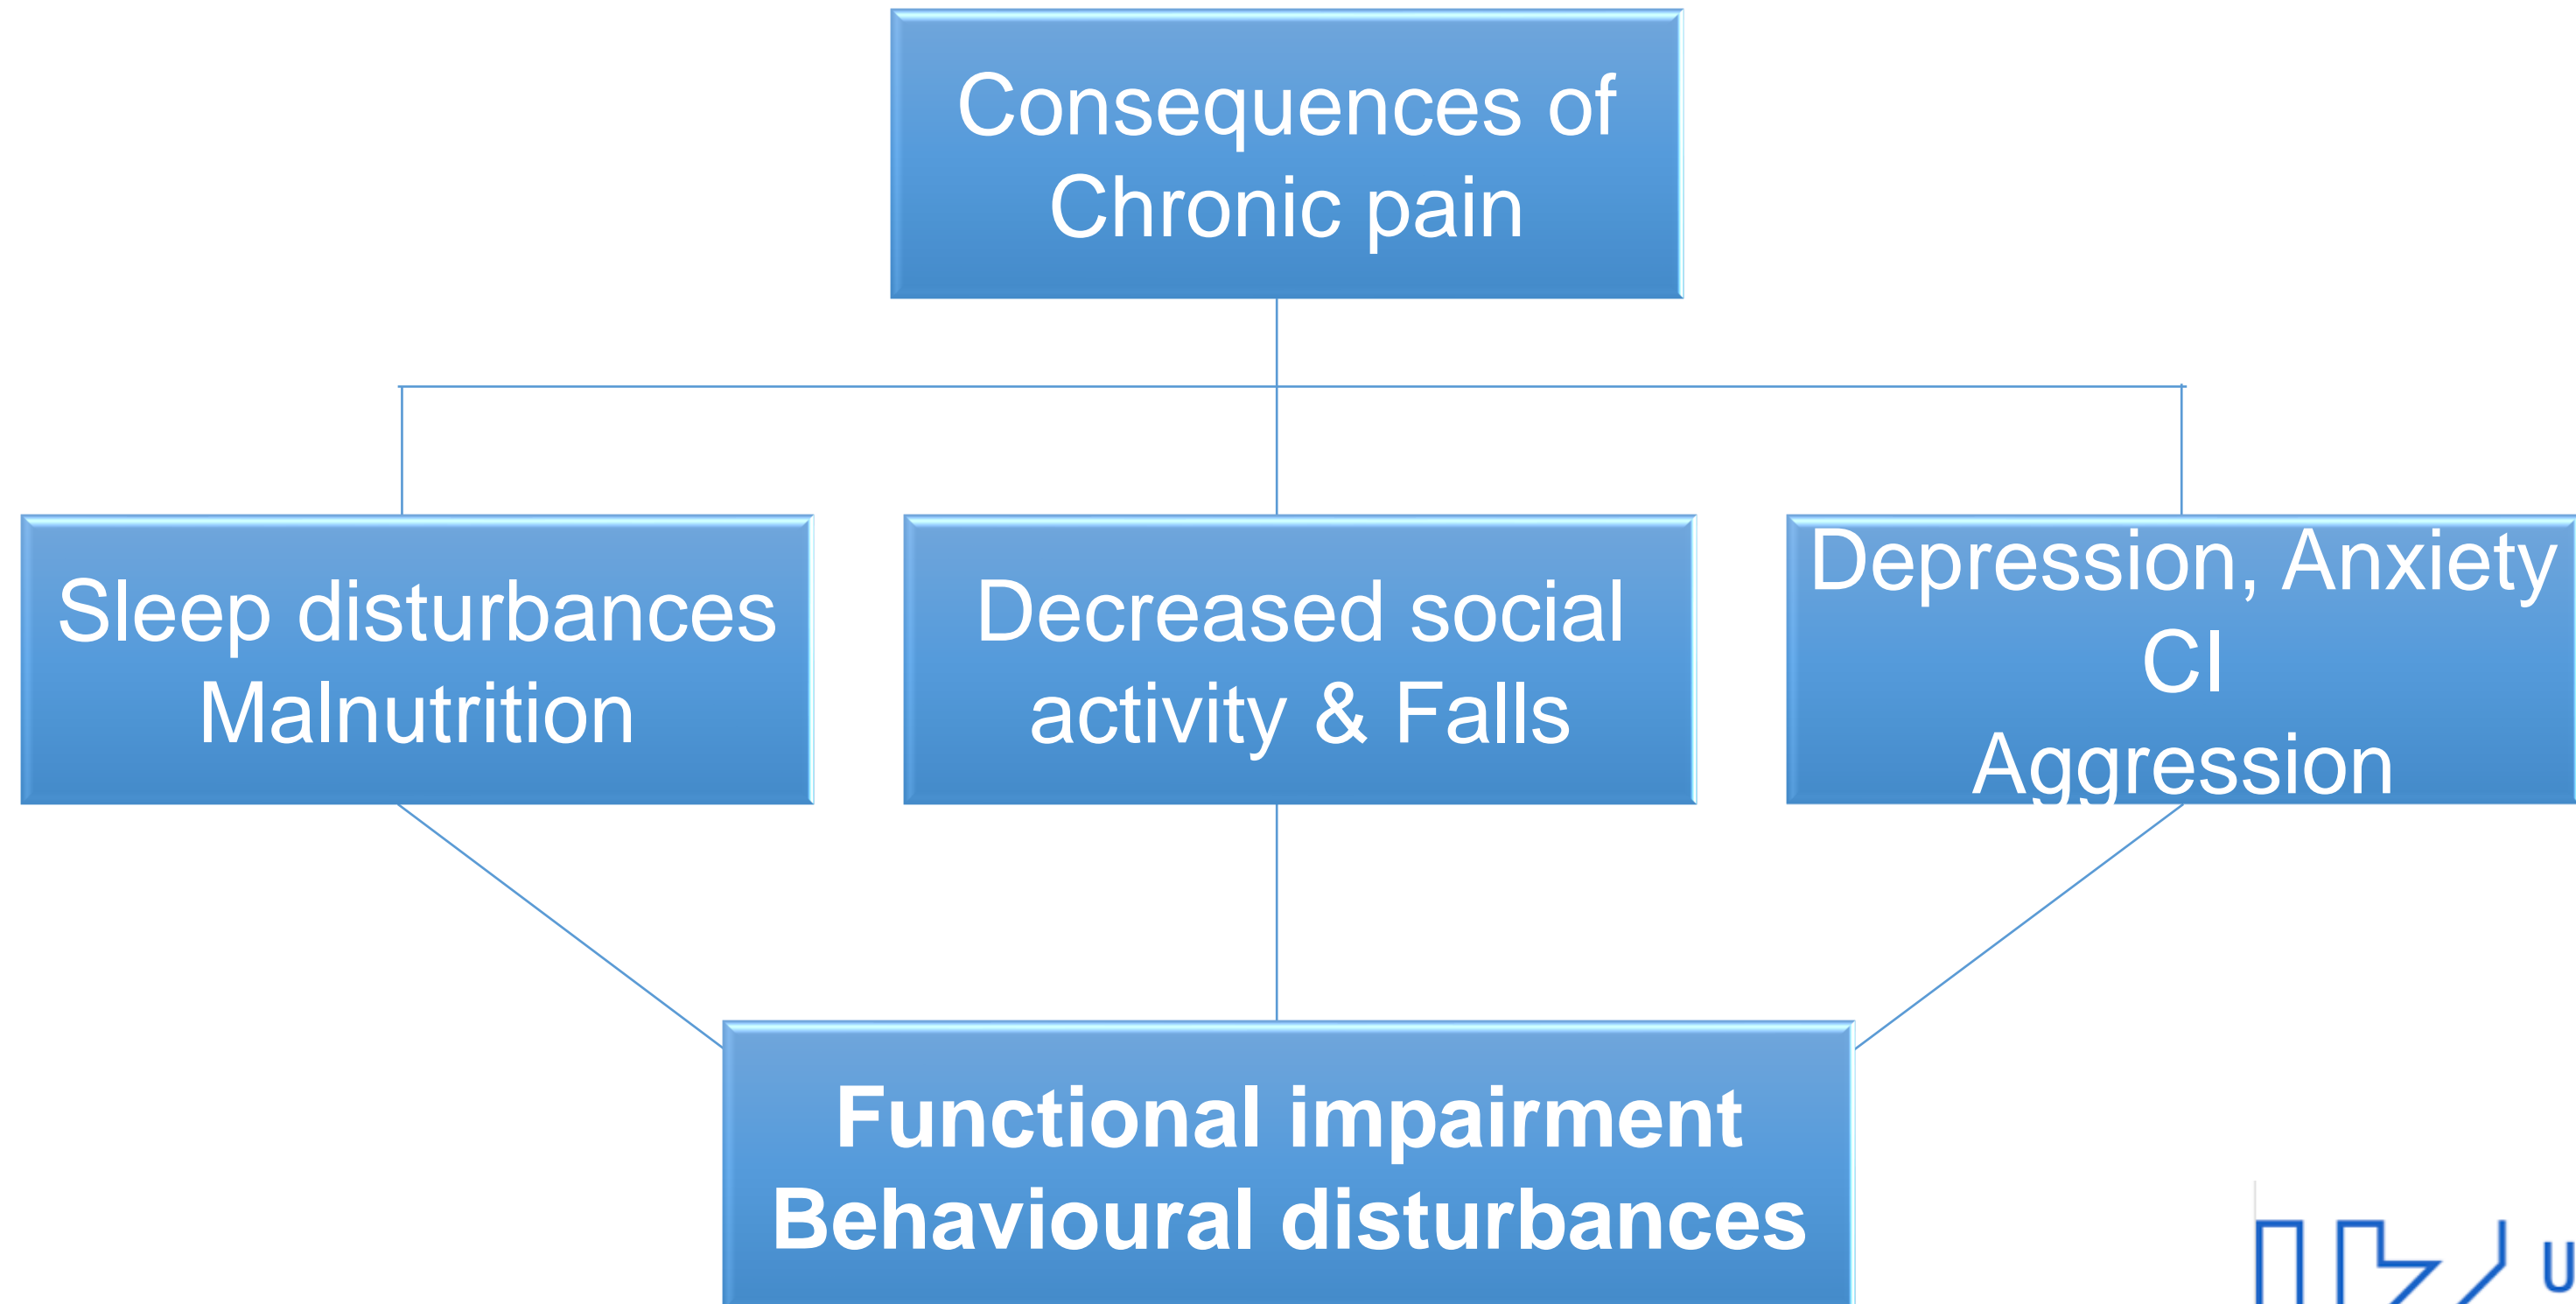 Consequences of
Chronic pain
Sleep disturbances
Malnutrition
Decreased social
activity & Falls
Depression, Anxiety
CI
Aggression
Functional impairment
Behavioural disturbances